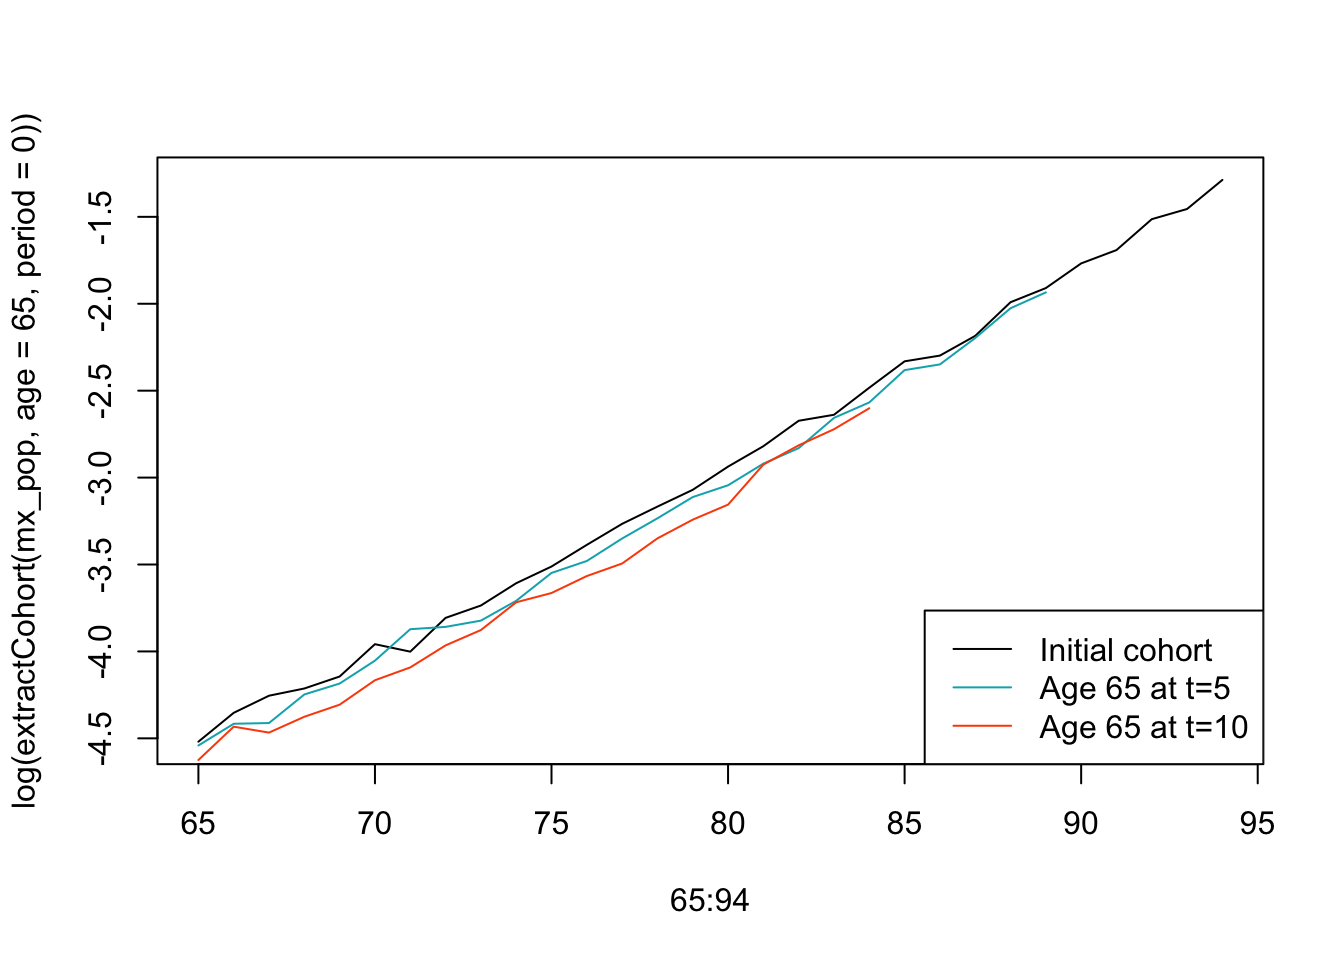 log(extractCohort(mx_pop, age = 65, period = 0))
-1.5
-2.0
-2.5
-3.0
-3.5
-4.0
-4.5
Initial cohort
Age 65 at t=5
Age 65 at t=10
65 70 75 80 85 90 95
65:94